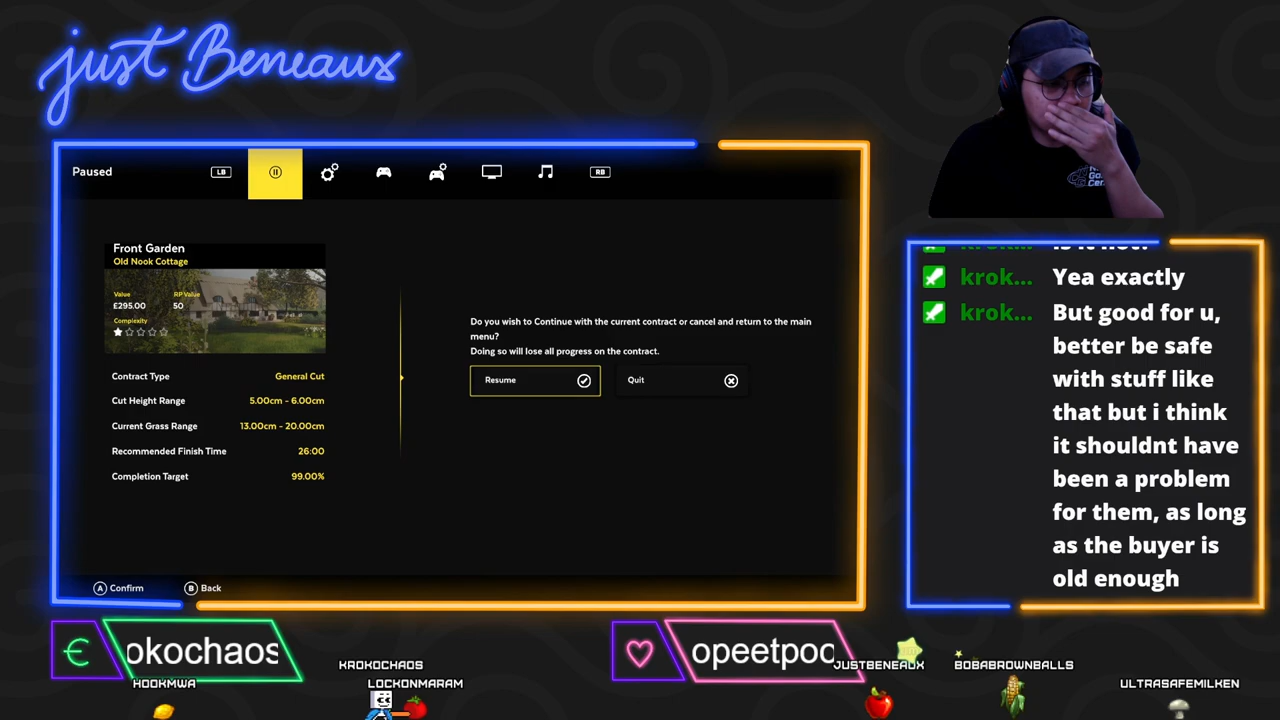 just Beneaux
Paused
LB
RB
Front Garden
Old Nook Cottage
Value
RP Value
£295.00
50
Complexity
Contract Type
General Cut
Cut Height Range
5.00cm - 6.00cm
Current Grass Range
13.00cm - 20.00cm
Recommended Finish Time
26:00
Completion Target
99.00%
Do you wish to Continue with the current contract or cancel and return to the main
menu?
Doing so will lose all progress on the contract.
Resume
Quit
A Confirm
B Back
krok... Yea exactly
krok... But good for u,
better be safe
with stuff like
that but i think
it shouldnt have
been a problem
for them, as long
as the buyer is
old enough
€
okochaos
opeetpoo
KROKOCHAOS
JUSTBENEAUX
BOBABROWNBALLS
HOOKMWA
LOCKONMARAM
ULTRASAFEMILKEN